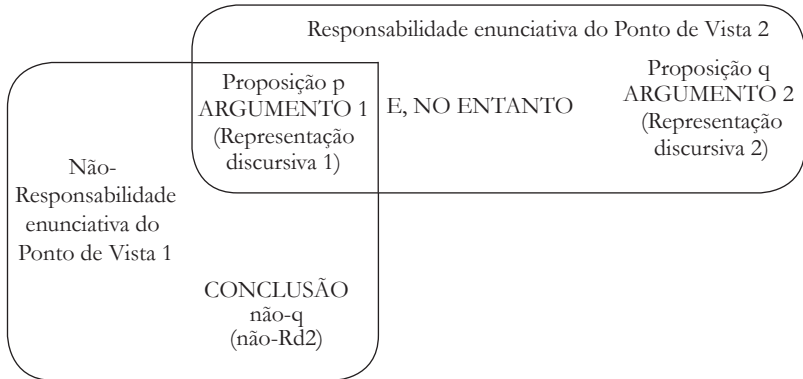 Responsabilidade enunciativa do Ponto de Vista 2
Proposição p
ARGUMENTO 1
(Representação
discursiva 1)
E, NO ENTANTO
Proposição q
ARGUMENTO 2
(Representação
discursiva 2)
Não-
Responsabilidade
enunciativa do
Ponto de Vista 1
CONCLUSÃO
não-q
(não-Rd2)